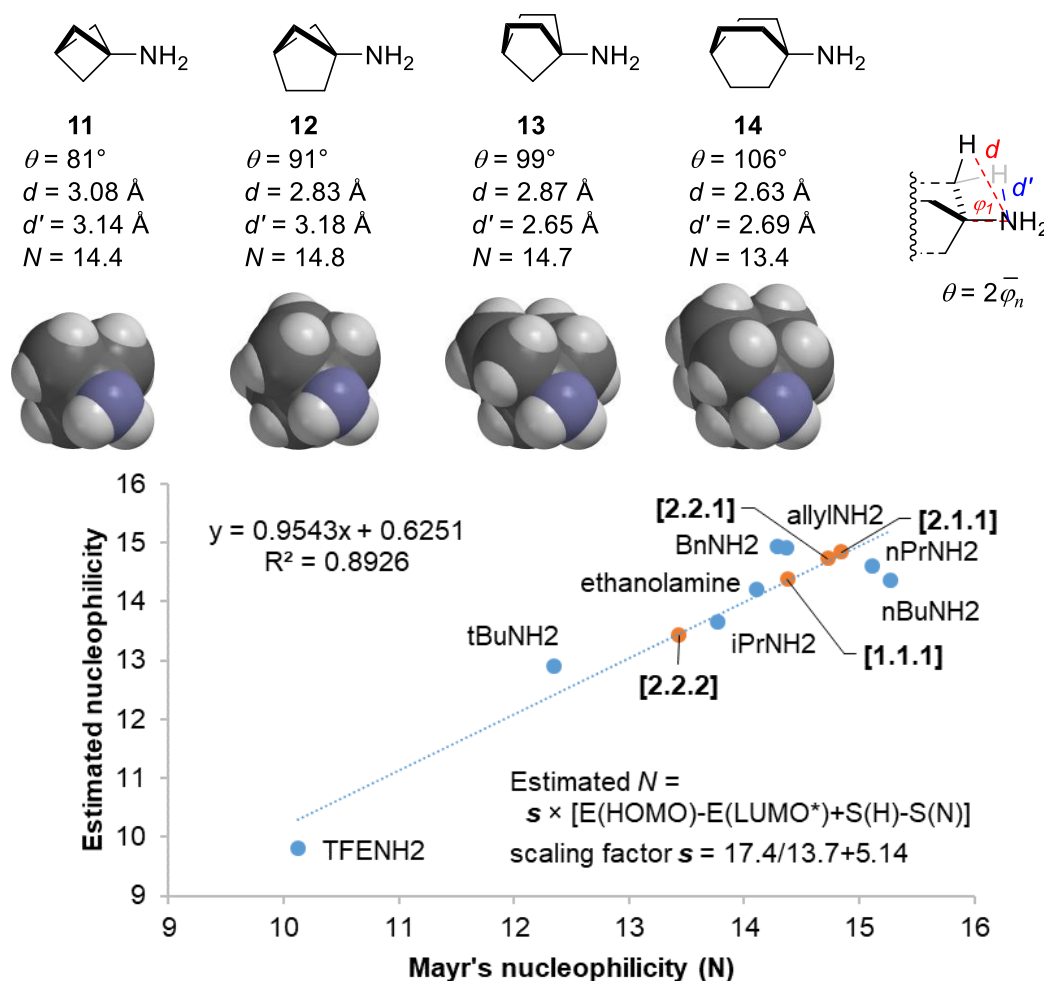 NH2 NH2 NH2 NH2
11 12 13 14
θ = 81° θ = 91° θ = 99° θ = 106°
d = 3.08 Å d = 2.83 Å d = 2.87 Å d = 2.63 Å
d' = 3.14 Å d' = 3.18 Å d' = 2.65 Å d' = 2.69 Å
N = 14.4 N = 14.8 N = 14.7 N = 13.4
H d
H d'
φ1 NH2
θ = 2φ̅n
Estimated nucleophilicity
16
15
14
13
12
11
10
9
y = 0.9543x + 0.6251
R² = 0.8926
[2.2.1] allylNH2 [2.1.1]
BnNH2 nPrNH2
ethanolamine nBuNH2
tBuNH2 iPrNH2 [1.1.1]
[2.2.2]
Estimated N =
s × [E(HOMO)-E(LUMO*)+S(H)-S(N)]
scaling factor s = 17.4/13.7+5.14
TFENH2
9 10 11 12 13 14 15 16
Mayr's nucleophilicity (N)